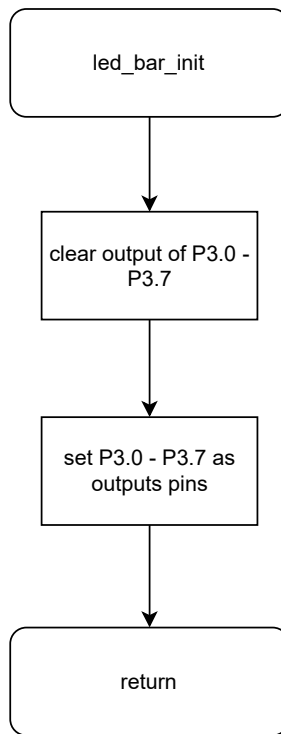 led_bar_init
clear output of P3.0 -
P3.7
set P3.0 - P3.7 as
outputs pins
return